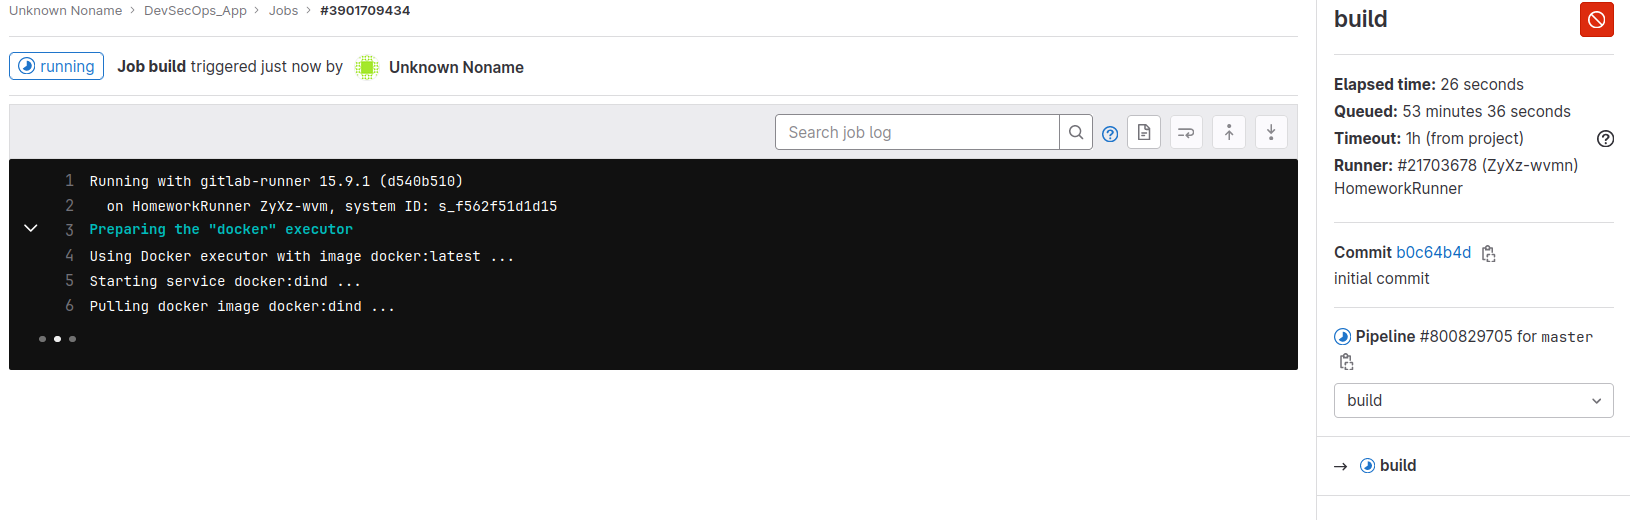 Unknown Noname > DevSecOps_App > Jobs > #3901709434
running Job build triggered just now by Unknown Noname
Search job log
1 Running with gitlab-runner 15.9.1 (d540b510)
2 on HomeworkRunner ZyXz-wvm, system ID: s_f562f51d1d15
3 Preparing the "docker" executor
4 Using Docker executor with image docker:latest ...
5 Starting service docker:dind ...
6 Pulling docker image docker:dind ...
build
Elapsed time: 26 seconds
Queued: 53 minutes 36 seconds
Timeout: 1h (from project)
Runner: #21703678 (ZyXz-wvmn)
HomeworkRunner
Commit b0c64b4d
initial commit
Pipeline #800829705 for master
build
→ build